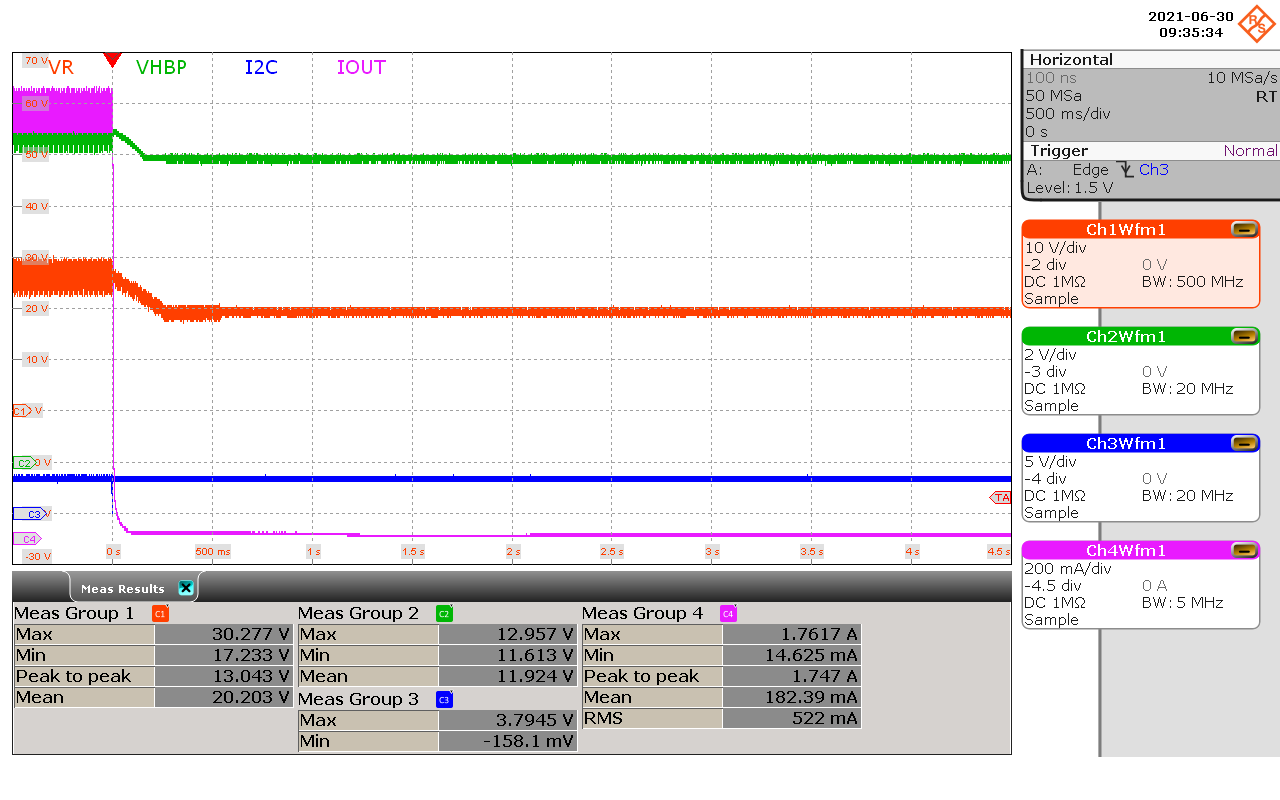 2021-06-30
09:35:34
R&S
VR VHBP I2C IOUT
70 V
60 V
40 V
30 V
20 V
10 V
C1 V
C2 0 V
C3 V
C4
-30 V
TA
0 s 500 ms 1 s 1.5 s 2 s 2.5 s 3 s 3.5 s 4 s 4.5 s
Horizontal
100 ns 10 MSa/s
50 MSa RT
500 ms/div
0 s
Trigger Normal
A: Edge Ch3
Level: 1.5 V
Ch1Wfm1
10 V/div
-2 div 0 V
DC 1MΩ BW: 500 MHz
Sample
Ch2Wfm1
2 V/div
-3 div 0 V
DC 1MΩ BW: 20 MHz
Sample
Ch3Wfm1
5 V/div
-4 div 0 V
DC 1MΩ BW: 20 MHz
Sample
Ch4Wfm1
200 mA/div
-4.5 div 0 A
DC 1MΩ BW: 5 MHz
Sample
Meas Results
Meas Group 1 C1
Max 30.277 V
Min 17.233 V
Peak to peak 13.043 V
Mean 20.203 V
Meas Group 2 C2
Max 12.957 V
Min 11.613 V
Mean 11.924 V
Meas Group 3 C3
Max 3.7945 V
Min -158.1 mV
Meas Group 4 C4
Max 1.7617 A
Min 14.625 mA
Peak to peak 1.747 A
Mean 182.39 mA
RMS 522 mA